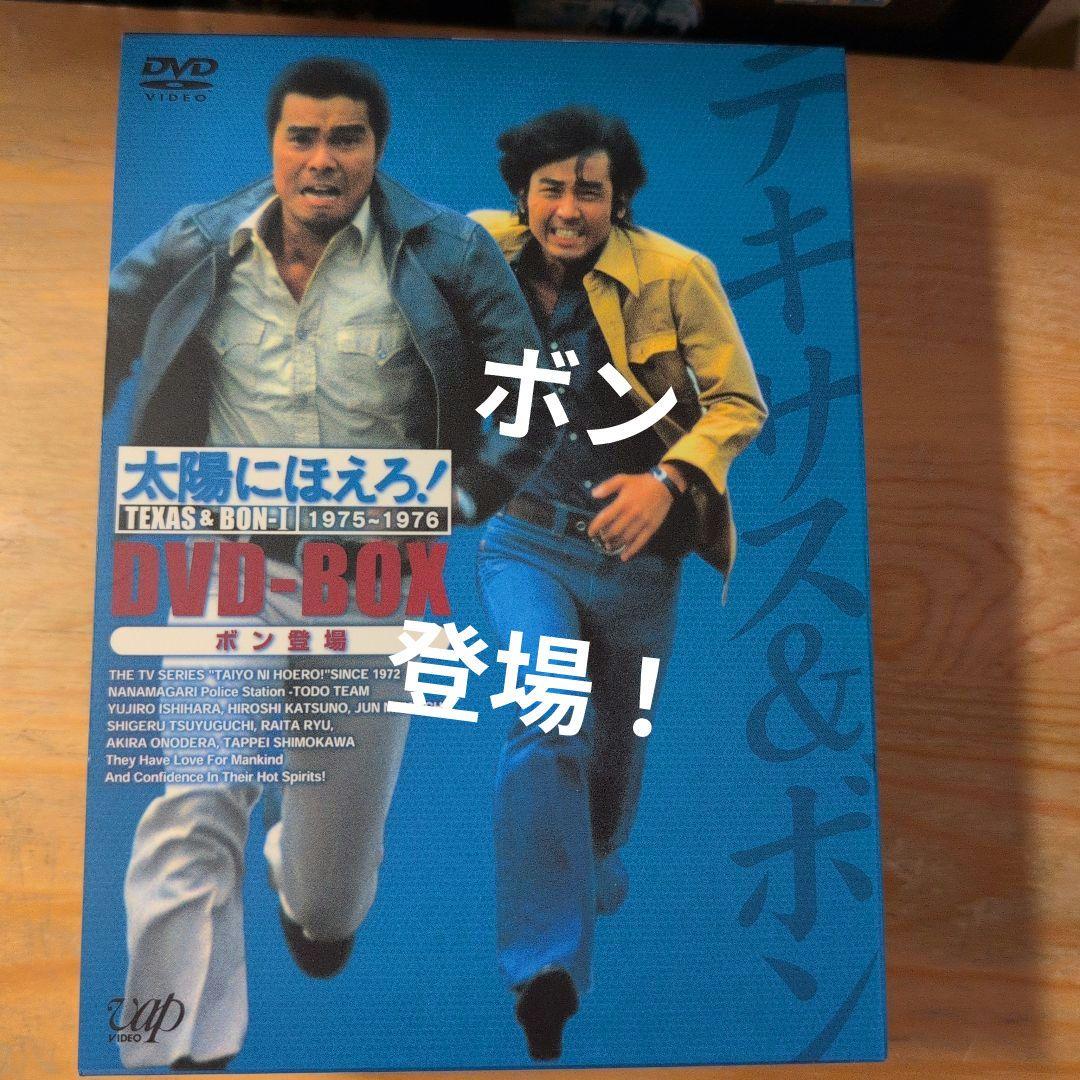 DVD
VIDEO
テキサス&ボン
ボン
太陽にほえろ!
TEXAS & BON-I 1975~1976
DVD-BOX
ボン登場
登場！
THE TV SERIES "TAIYO NI HOERO!" SINCE 1972
NANAMAGARI Police Station -TODO TEAM
YUJIRO ISHIHARA, HIROSHI KATSUNO, JUN
SHIGERU TSUYUGUCHI, RAITA RYU,
AKIRA ONODERA, TAPPEI SHIMOKAWA
They Have Love For Mankind
And Confidence In Their Hot Spirits!
vap
VIDEO